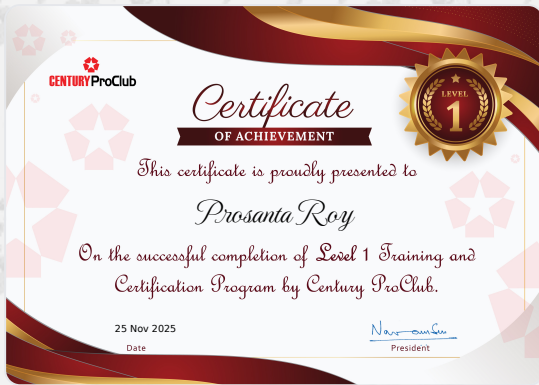 CENTURY ProClub
Certificate
OF ACHIEVEMENT
LEVEL
1
This certificate is proudly presented to
Prosanta Roy
On the successful completion of Level 1 Training and
Certification Program by Century ProClub.
25 Nov 2025
Date
President